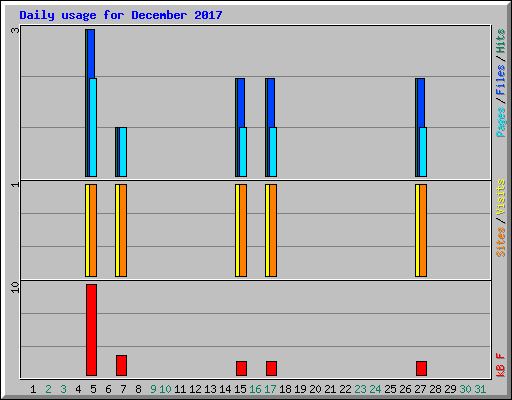 Daily usage for December 2017
3
Pages/Files/Hits
1
Sites/Visits
10
kB F
1 2 3 4 5 6 7 8 9 10 11 12 13 14 15 16 17 18 19 20 21 22 23 24 25 26 27 28 29 30 31